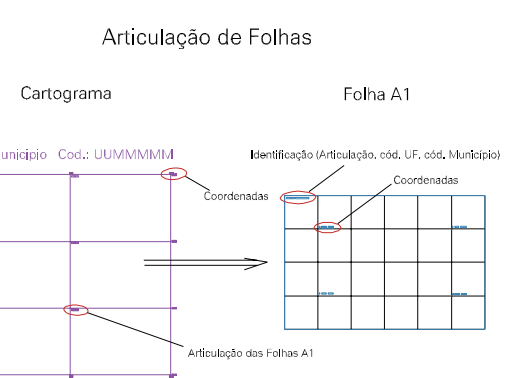 Articulação de Folhas
Cartograma
Folha A1
unicípio Cod.: UUMMMMM
Identificação (Articulação, cód. UF, cód. Município)
Coordenadas
Coordenadas
Articulação das Folhas A1